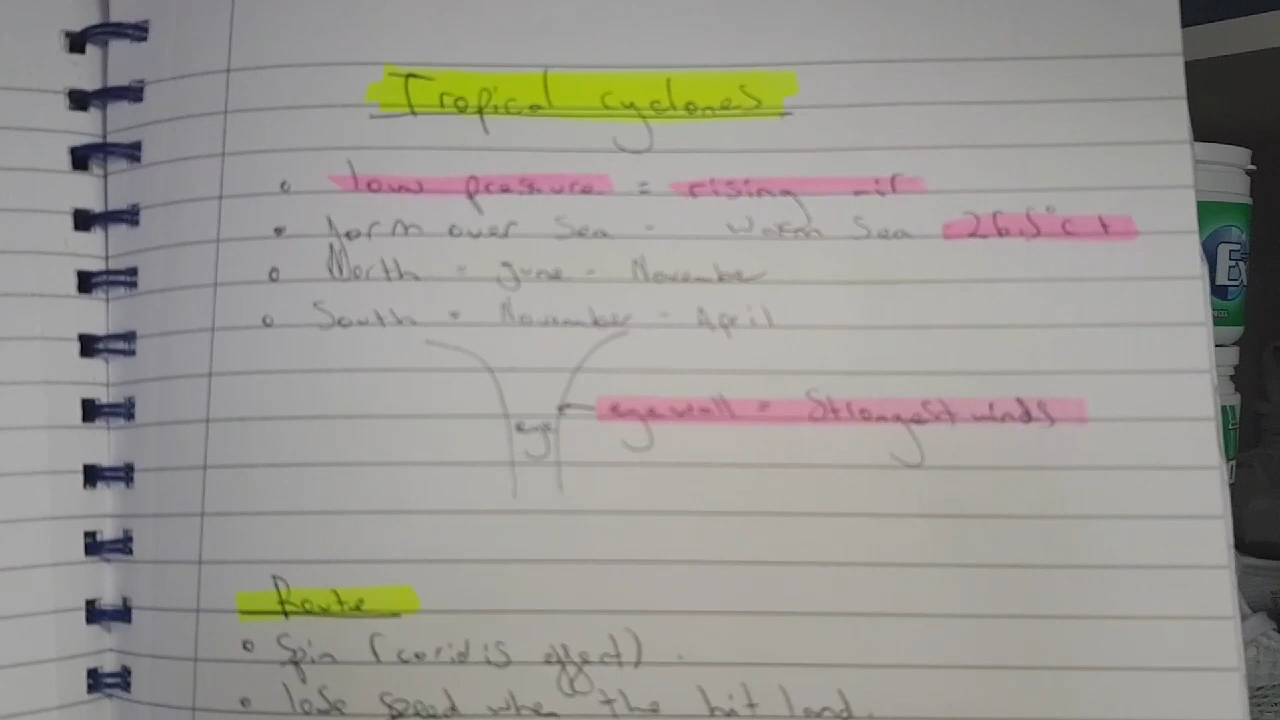 Tropical cyclones
• low pressure = rising air
• form over Sea - Warm Sea 26.5°c +
• North - June - November
• South - November - April
eye
eyewall = Strongest winds
Route
• Spin (coriolis effect).
• lose speed when the hit land.
Ex